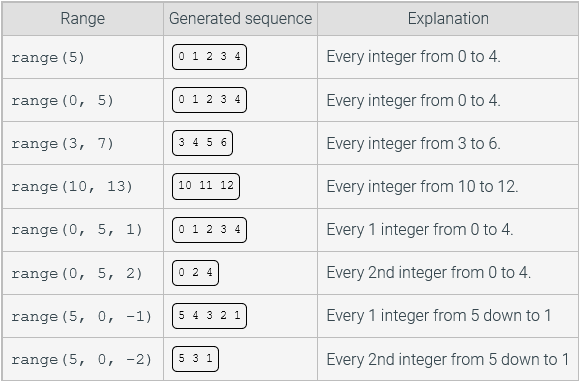 Range Generated sequence Explanation
range(5) 0 1 2 3 4 Every integer from 0 to 4.
range(0, 5) 0 1 2 3 4 Every integer from 0 to 4.
range(3, 7) 3 4 5 6 Every integer from 3 to 6.
range(10, 13) 10 11 12 Every integer from 10 to 12.
range(0, 5, 1) 0 1 2 3 4 Every 1 integer from 0 to 4.
range(0, 5, 2) 0 2 4 Every 2nd integer from 0 to 4.
range(5, 0, -1) 5 4 3 2 1 Every 1 integer from 5 down to 1
range(5, 0, -2) 5 3 1 Every 2nd integer from 5 down to 1